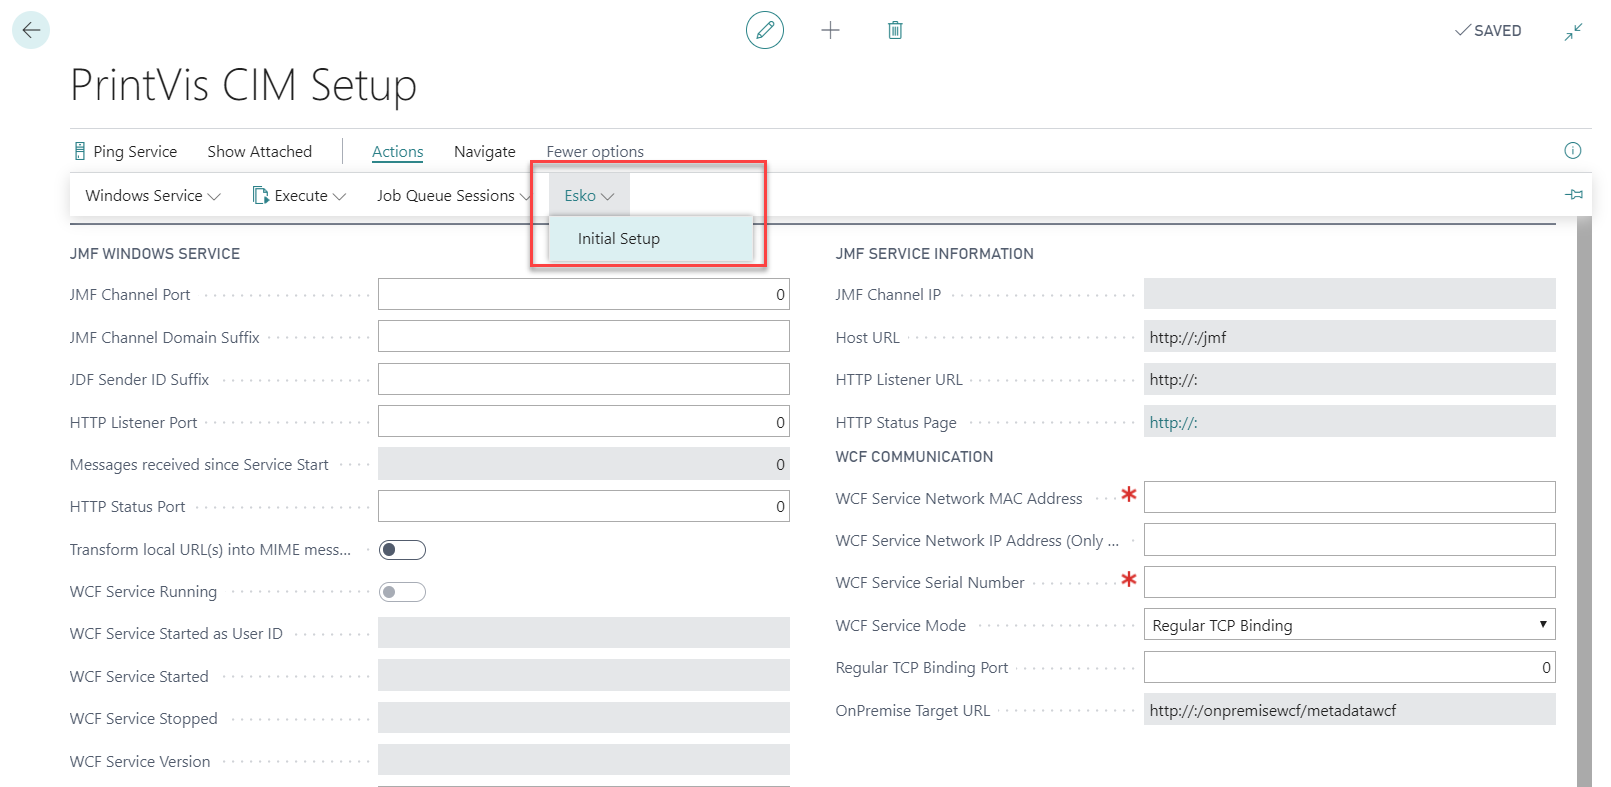 SAVED
PrintVis CIM Setup
Ping Service Show Attached Actions Navigate Fewer options
Windows Service Execute Job Queue Sessions Esko
Initial Setup
JMF WINDOWS SERVICE
JMF Channel Port 0
JMF Channel Domain Suffix
JDF Sender ID Suffix
HTTP Listener Port 0
Messages received since Service Start 0
HTTP Status Port 0
Transform local URL(s) into MIME mess...
WCF Service Running
WCF Service Started as User ID
WCF Service Started
WCF Service Stopped
WCF Service Version
JMF SERVICE INFORMATION
JMF Channel IP
Host URL http://:/jmf
HTTP Listener URL http://:
HTTP Status Page http://:
WCF COMMUNICATION
WCF Service Network MAC Address *
WCF Service Network IP Address (Only ...
WCF Service Serial Number *
WCF Service Mode Regular TCP Binding
Regular TCP Binding Port 0
OnPremise Target URL http://:/onpremisewcf/metadatawcf